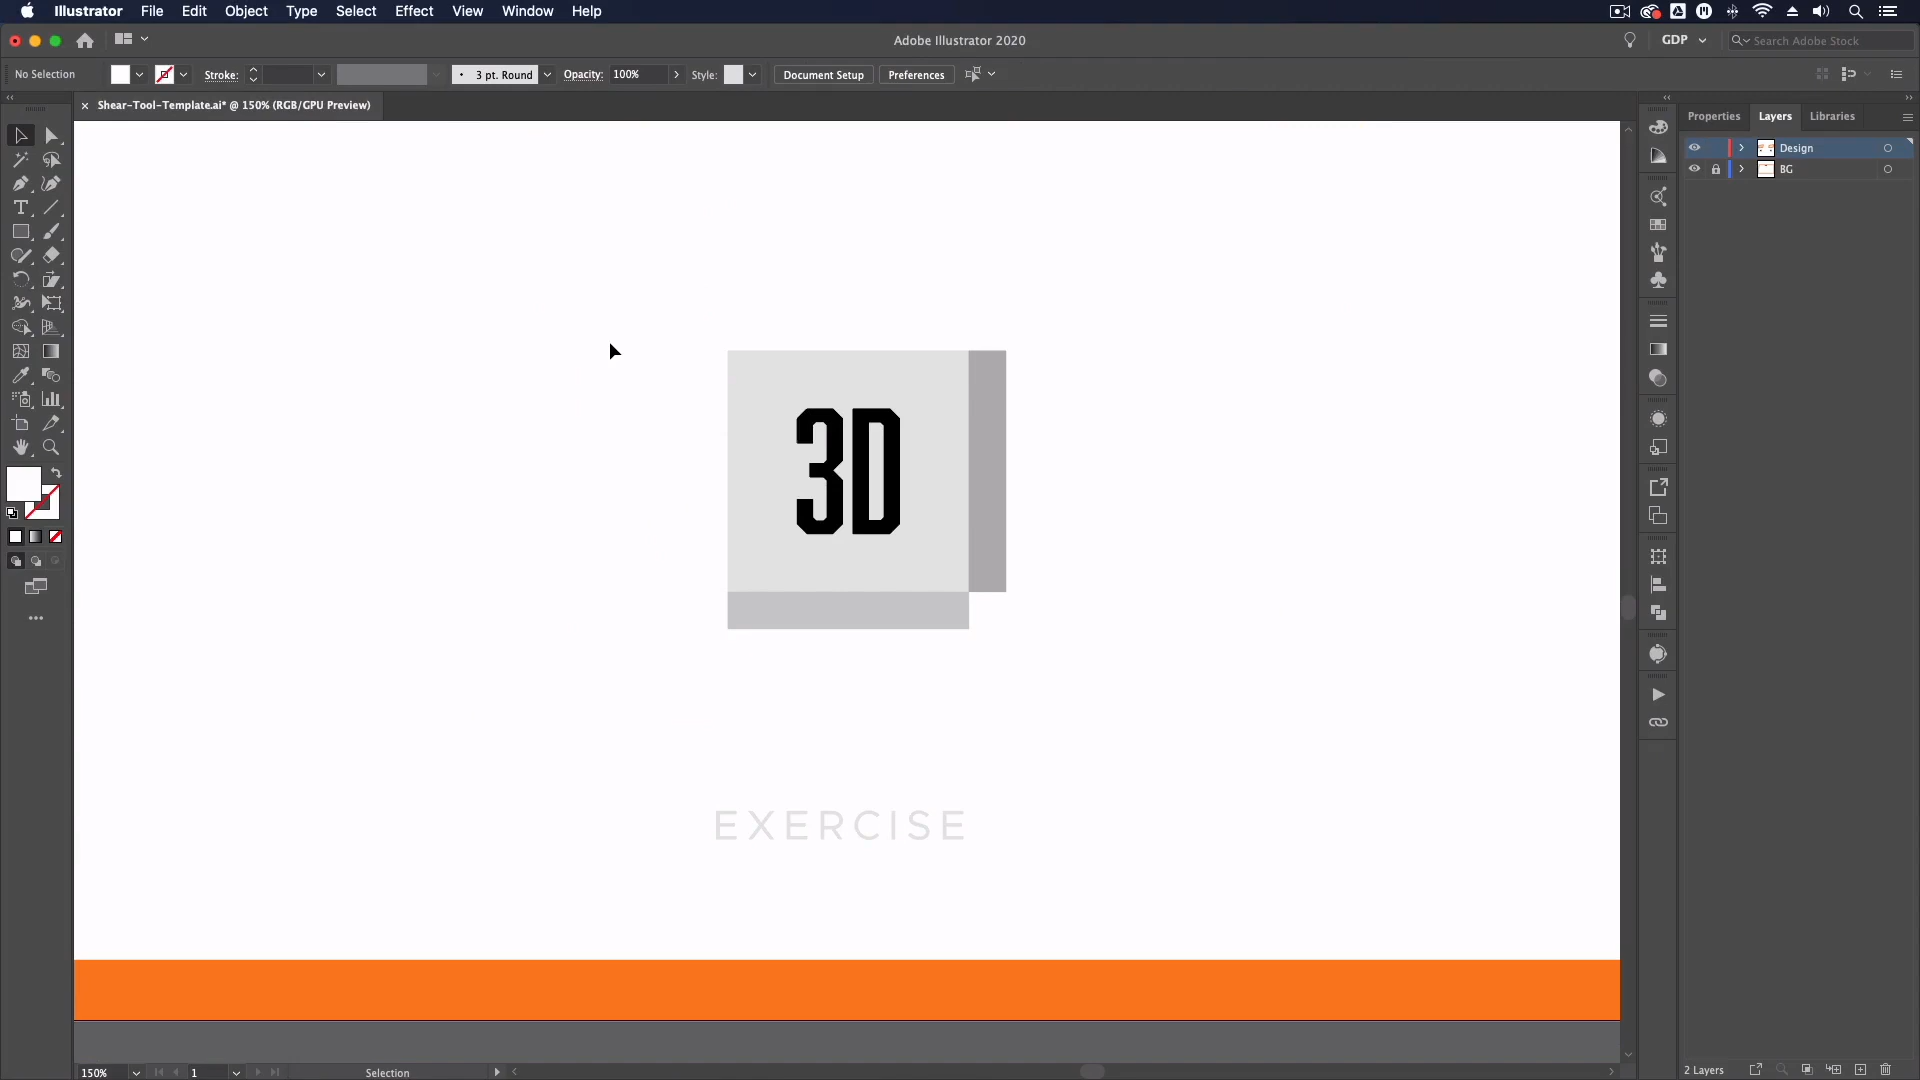 Illustrator File Edit Object Type Select Effect View Window Help
Adobe Illustrator 2020
GDP
Search Adobe Stock
No Selection
Stroke:
3 pt. Round
Opacity: 100%
Style:
Document Setup
Preferences
× Shear-Tool-Template.ai* @ 150% (RGB/GPU Preview)
Properties Layers Libraries
Design
BG
3D
EXERCISE
150%
1
Selection
2 Layers